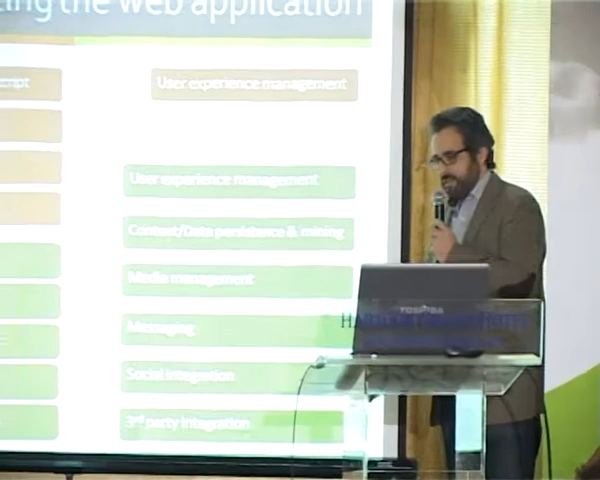 ting the web application
empt
User experience management
User experience management
Content/Data persistence & mining
Media management
Messaging
Social integration
3rd party integration
TOSHIBA